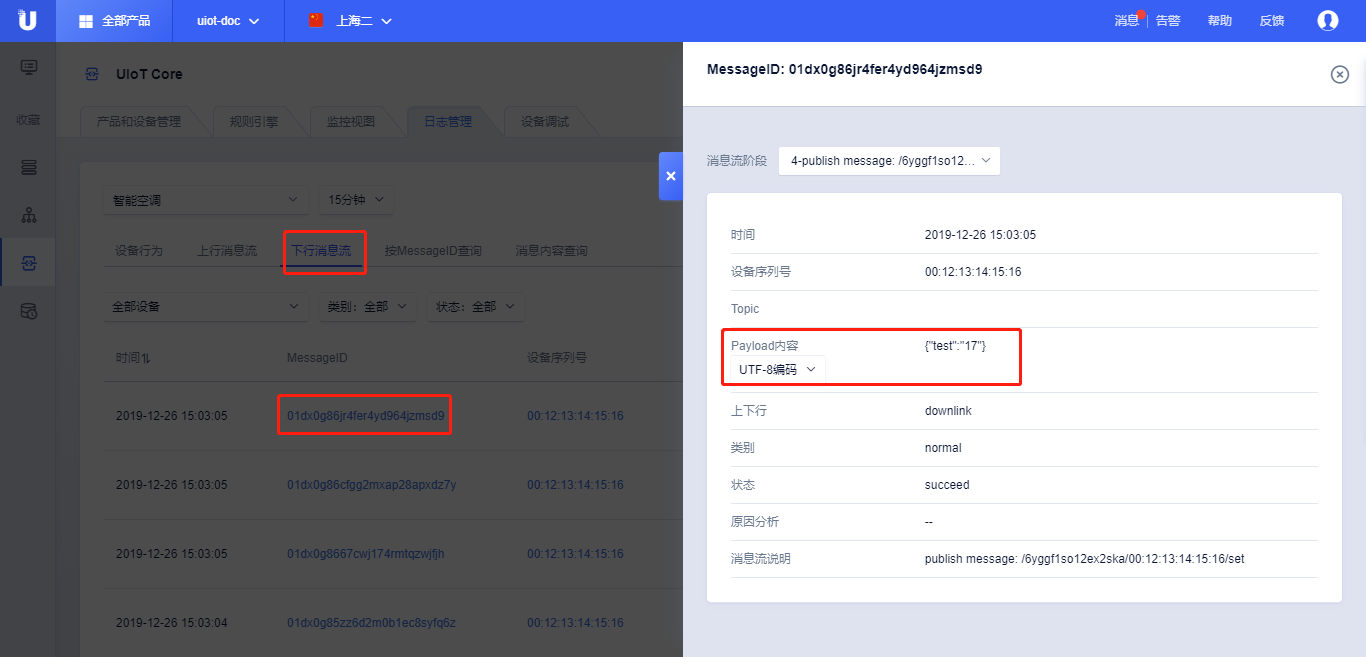 全部产品 uiot-doc 上海二 消息 告警 帮助 反馈
UIoT Core
收藏
产品和设备管理 规则引擎 监控视图 日志管理 设备调试
智能空调 15分钟
设备行为 上行消息流 下行消息流 按MessageID查询 消息内容查询
全部设备 类别：全部 状态：全部
时间 MessageID 设备序列号
2019-12-26 15:03:05 01dx0g86jr4fer4yd964jzmsd9 00:12:13:14:15:16
2019-12-26 15:03:05 01dx0g86cfgg2mxap28apxdz7y 00:12:13:14:15:16
2019-12-26 15:03:05 01dx0g8667cwj174rmtqzwjfjh 00:12:13:14:15:16
2019-12-26 15:03:04 01dx0g85zz6d2m0b1ec8syfq6z 00:12:13:14:15:16
MessageID: 01dx0g86jr4fer4yd964jzmsd9
消息流阶段 4-publish message: /6yggf1so12...
时间 2019-12-26 15:03:05
设备序列号 00:12:13:14:15:16
Topic
Payload内容 {"test":"17"}
UTF-8编码
上下行 downlink
类别 normal
状态 succeed
原因分析 --
消息流说明 publish message: /6yggf1so12ex2ska/00:12:13:14:15:16/set